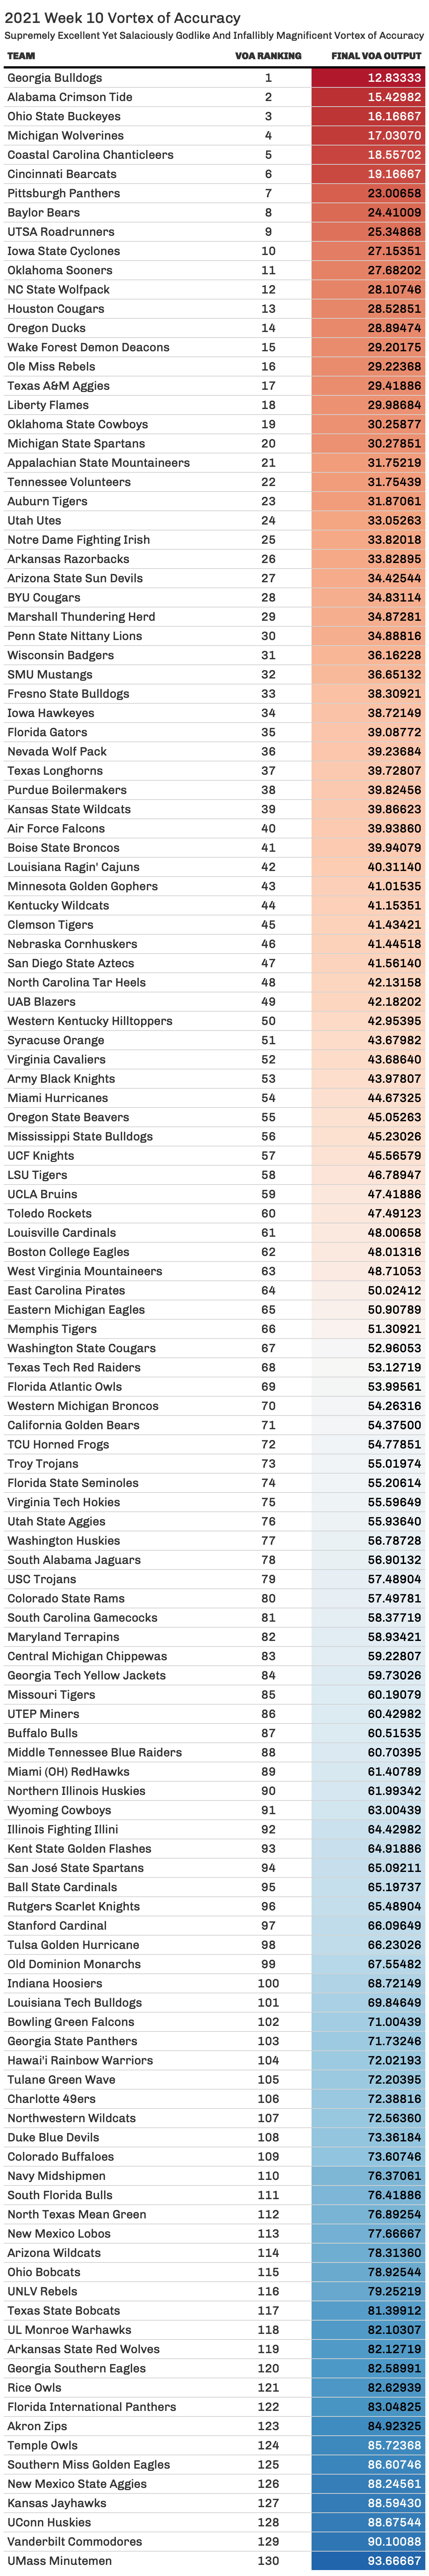 2021 Week 10 Vortex of Accuracy
Supremely Excellent Yet Salaciously Godlike And Infallibly Magnificent Vortex of Accuracy
TEAM VOA RANKING FINAL VOA OUTPUT
Georgia Bulldogs 1 12.83333
Alabama Crimson Tide 2 15.42982
Ohio State Buckeyes 3 16.16667
Michigan Wolverines 4 17.03070
Coastal Carolina Chanticleers 5 18.55702
Cincinnati Bearcats 6 19.16667
Pittsburgh Panthers 7 23.00658
Baylor Bears 8 24.41009
UTSA Roadrunners 9 25.34868
Iowa State Cyclones 10 27.15351
Oklahoma Sooners 11 27.68202
NC State Wolfpack 12 28.10746
Houston Cougars 13 28.52851
Oregon Ducks 14 28.89474
Wake Forest Demon Deacons 15 29.20175
Ole Miss Rebels 16 29.22368
Texas A&M Aggies 17 29.41886
Liberty Flames 18 29.98684
Oklahoma State Cowboys 19 30.25877
Michigan State Spartans 20 30.27851
Appalachian State Mountaineers 21 31.75219
Tennessee Volunteers 22 31.75439
Auburn Tigers 23 31.87061
Utah Utes 24 33.05263
Notre Dame Fighting Irish 25 33.82018
Arkansas Razorbacks 26 33.82895
Arizona State Sun Devils 27 34.42544
BYU Cougars 28 34.83114
Marshall Thundering Herd 29 34.87281
Penn State Nittany Lions 30 34.88816
Wisconsin Badgers 31 36.16228
SMU Mustangs 32 36.65132
Fresno State Bulldogs 33 38.30921
Iowa Hawkeyes 34 38.72149
Florida Gators 35 39.08772
Nevada Wolf Pack 36 39.23684
Texas Longhorns 37 39.72807
Purdue Boilermakers 38 39.82456
Kansas State Wildcats 39 39.86623
Air Force Falcons 40 39.93860
Boise State Broncos 41 39.94079
Louisiana Ragin' Cajuns 42 40.31140
Minnesota Golden Gophers 43 41.01535
Kentucky Wildcats 44 41.15351
Clemson Tigers 45 41.43421
Nebraska Cornhuskers 46 41.44518
San Diego State Aztecs 47 41.56140
North Carolina Tar Heels 48 42.13158
UAB Blazers 49 42.18202
Western Kentucky Hilltoppers 50 42.95395
Syracuse Orange 51 43.67982
Virginia Cavaliers 52 43.68640
Army Black Knights 53 43.97807
Miami Hurricanes 54 44.67325
Oregon State Beavers 55 45.05263
Mississippi State Bulldogs 56 45.23026
UCF Knights 57 45.56579
LSU Tigers 58 46.78947
UCLA Bruins 59 47.41886
Toledo Rockets 60 47.49123
Louisville Cardinals 61 48.00658
Boston College Eagles 62 48.01316
West Virginia Mountaineers 63 48.71053
East Carolina Pirates 64 50.02412
Eastern Michigan Eagles 65 50.90789
Memphis Tigers 66 51.30921
Washington State Cougars 67 52.96053
Texas Tech Red Raiders 68 53.12719
Florida Atlantic Owls 69 53.99561
Western Michigan Broncos 70 54.26316
California Golden Bears 71 54.37500
TCU Horned Frogs 72 54.77851
Troy Trojans 73 55.01974
Florida State Seminoles 74 55.20614
Virginia Tech Hokies 75 55.59649
Utah State Aggies 76 55.93640
Washington Huskies 77 56.78728
South Alabama Jaguars 78 56.90132
USC Trojans 79 57.48904
Colorado State Rams 80 57.49781
South Carolina Gamecocks 81 58.37719
Maryland Terrapins 82 58.93421
Central Michigan Chippewas 83 59.22807
Georgia Tech Yellow Jackets 84 59.73026
Missouri Tigers 85 60.19079
UTEP Miners 86 60.42982
Buffalo Bulls 87 60.51535
Middle Tennessee Blue Raiders 88 60.70395
Miami (OH) RedHawks 89 61.40789
Northern Illinois Huskies 90 61.99342
Wyoming Cowboys 91 63.00439
Illinois Fighting Illini 92 64.42982
Kent State Golden Flashes 93 64.91886
San José State Spartans 94 65.09211
Ball State Cardinals 95 65.19737
Rutgers Scarlet Knights 96 65.48904
Stanford Cardinal 97 66.09649
Tulsa Golden Hurricane 98 66.23026
Old Dominion Monarchs 99 67.55482
Indiana Hoosiers 100 68.72149
Louisiana Tech Bulldogs 101 69.84649
Bowling Green Falcons 102 71.00439
Georgia State Panthers 103 71.73246
Hawai'i Rainbow Warriors 104 72.02193
Tulane Green Wave 105 72.20395
Charlotte 49ers 106 72.38816
Northwestern Wildcats 107 72.56360
Duke Blue Devils 108 73.36184
Colorado Buffaloes 109 73.60746
Navy Midshipmen 110 76.37061
South Florida Bulls 111 76.41886
North Texas Mean Green 112 76.89254
New Mexico Lobos 113 77.66667
Arizona Wildcats 114 78.31360
Ohio Bobcats 115 78.92544
UNLV Rebels 116 79.25219
Texas State Bobcats 117 81.39912
UL Monroe Warhawks 118 82.10307
Arkansas State Red Wolves 119 82.12719
Georgia Southern Eagles 120 82.58991
Rice Owls 121 82.62939
Florida International Panthers 122 83.04825
Akron Zips 123 84.92325
Temple Owls 124 85.72368
Southern Miss Golden Eagles 125 86.60746
New Mexico State Aggies 126 88.24561
Kansas Jayhawks 127 88.59430
UConn Huskies 128 88.67544
Vanderbilt Commodores 129 90.10088
UMass Minutemen 130 93.66667